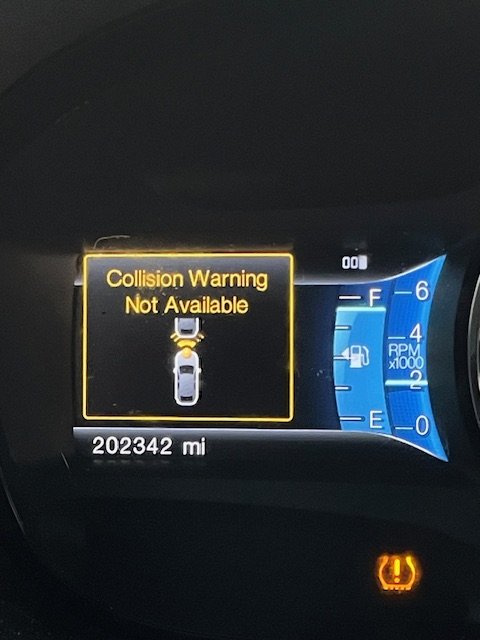 Collision Warning
Not Available
F
6
4
RPM
x1000
2
E
0
202342 mi